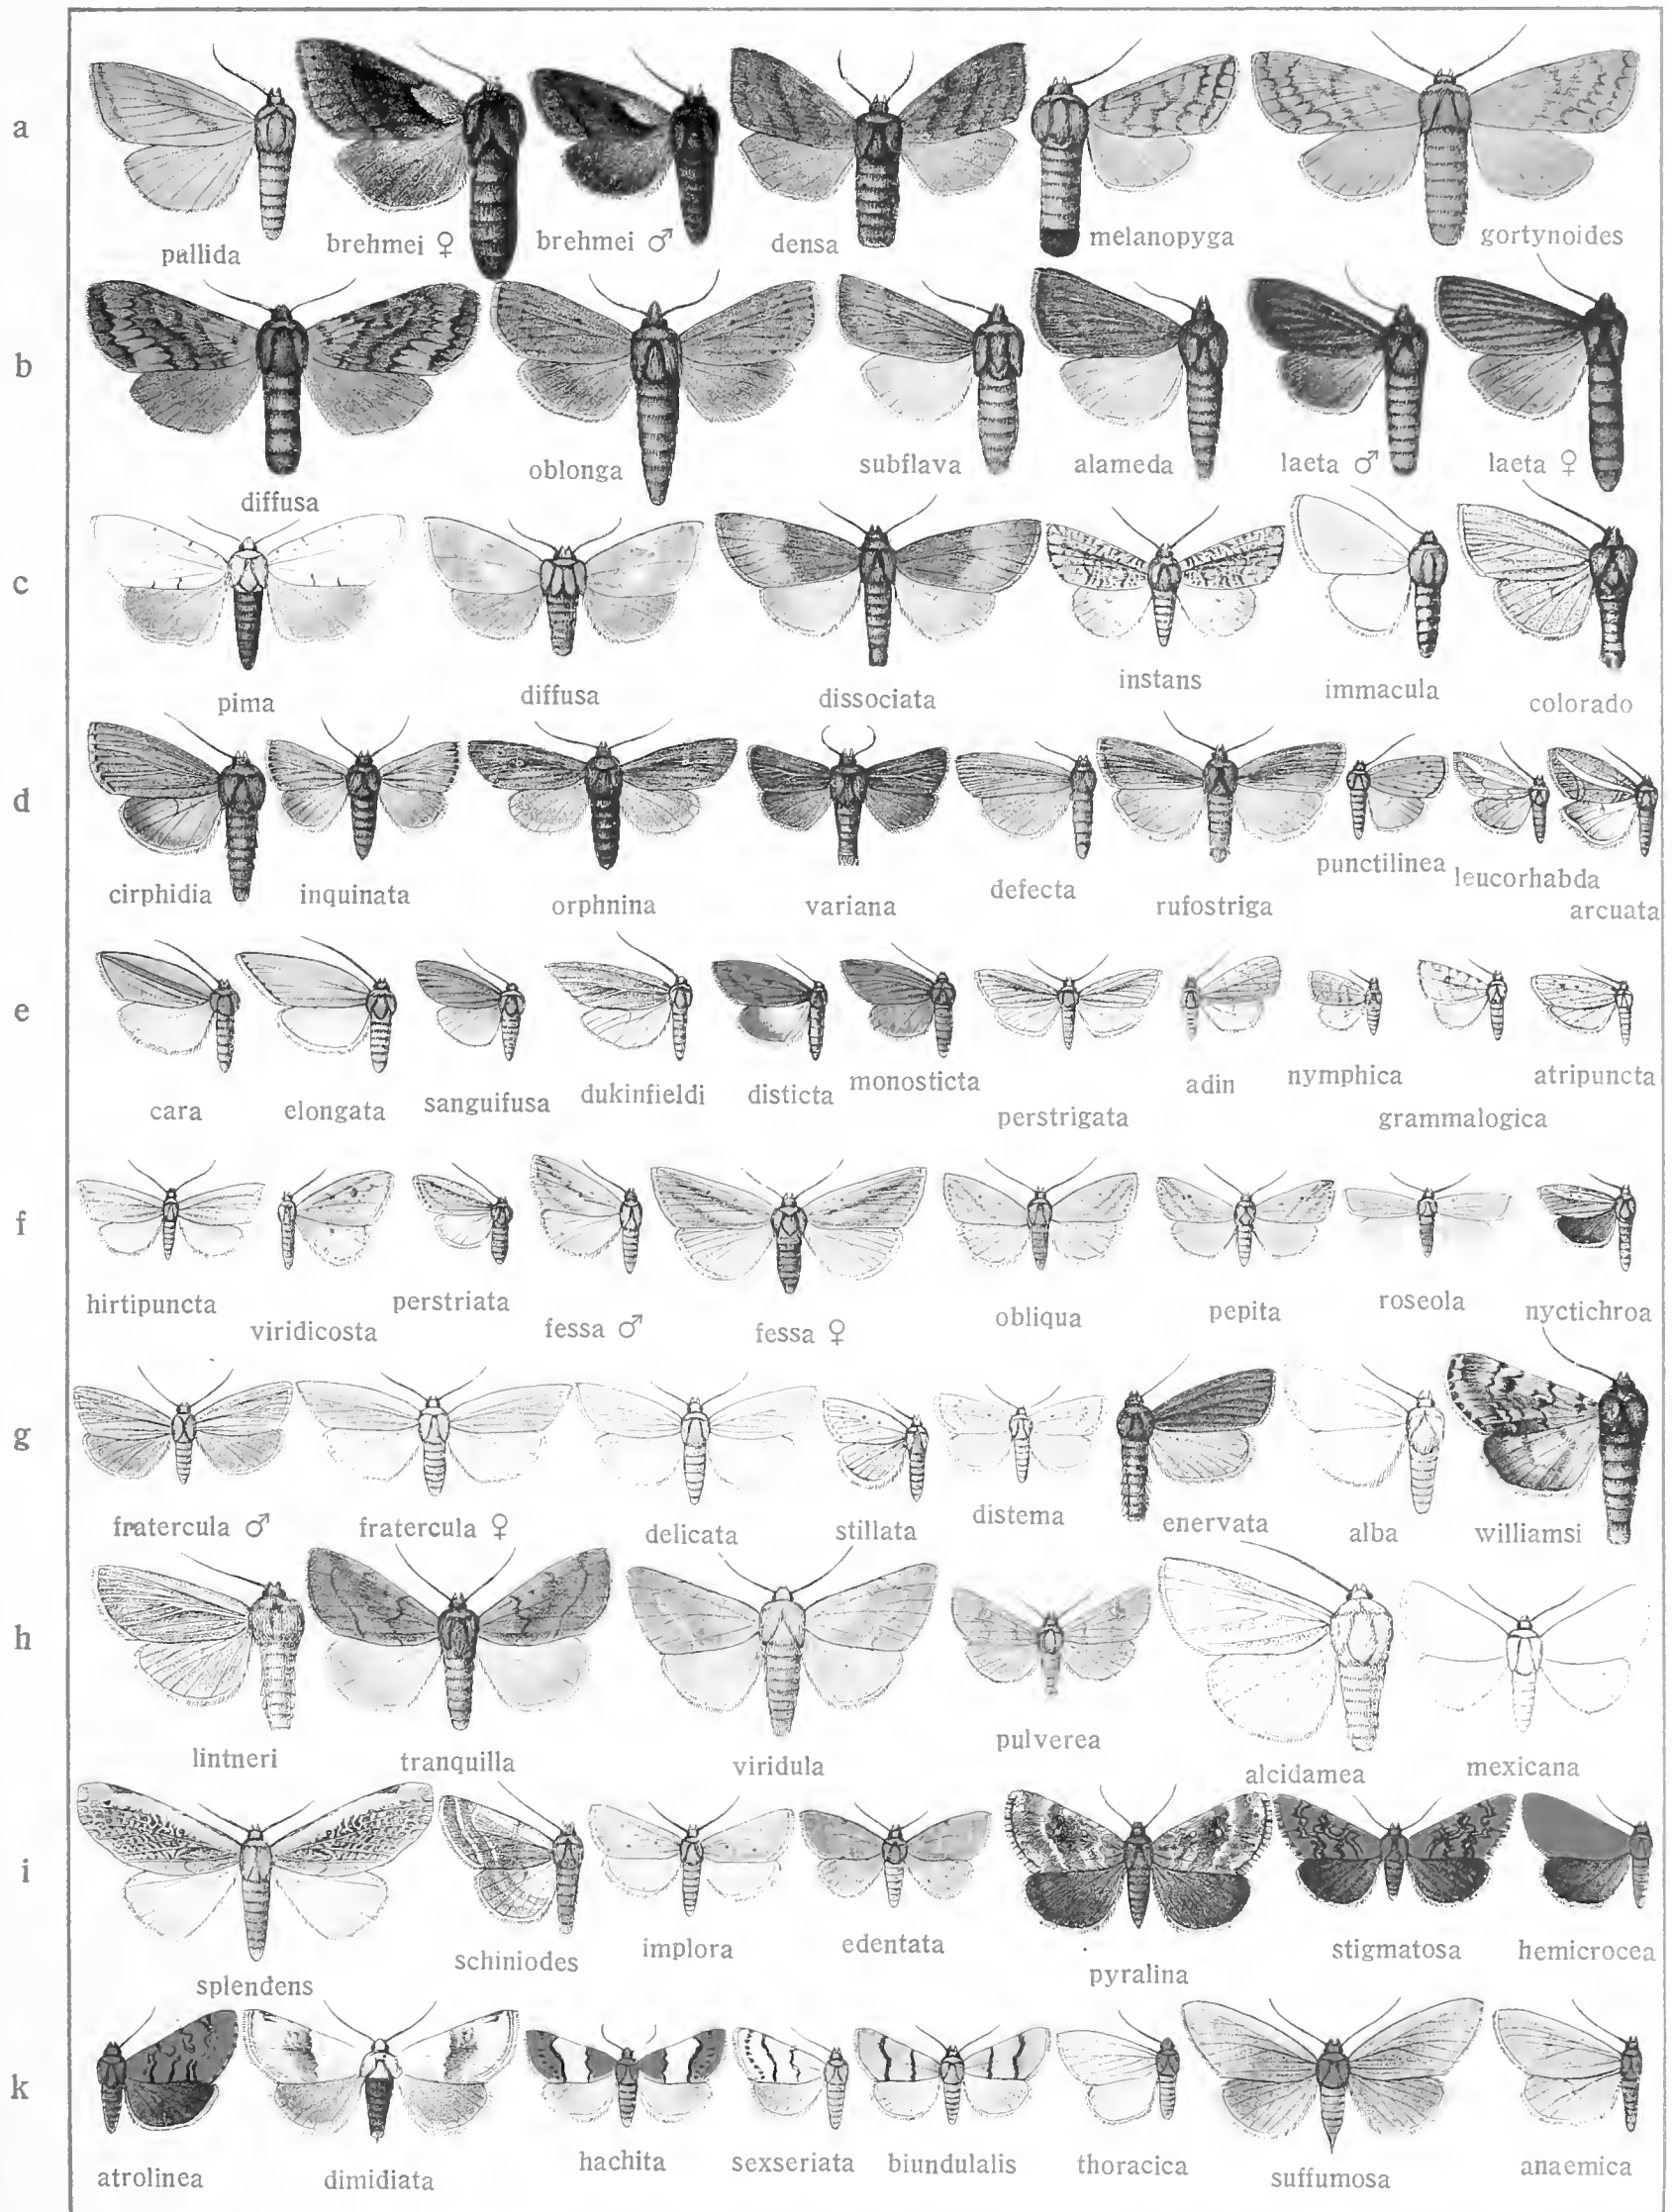 a
pallida brehmei ♀ brehmei ♂ densa melanopyga gortynoides
b
diffusa oblonga subflava alameda laeta ♂ laeta ♀
c
pima diffusa dissociata instans immacula colorado
d
cirphidia inquinata orphnina variana defecta rufostriga punctilinea leucorhabda arcuata
e
cara elongata sanguifusa dukinfieldi disticta monosticta perstrigata adin nymphica grammalogica atripuncta
f
hirtipuncta viridicosta perstriata fessa ♂ fessa ♀ obliqua pepita roseola nyctichroa
g
fratercula ♂ fratercula ♀ delicata stillata distema enervata alba williamsi
h
lintneri tranquilla viridula pulverea alcidamea mexicana
i
splendens schiniodes implora edentata pyralina stigmatosa hemicrocea
k
atrolinea dimidiata hachita sexseriata biundulalis thoracica suffumosa anaemica